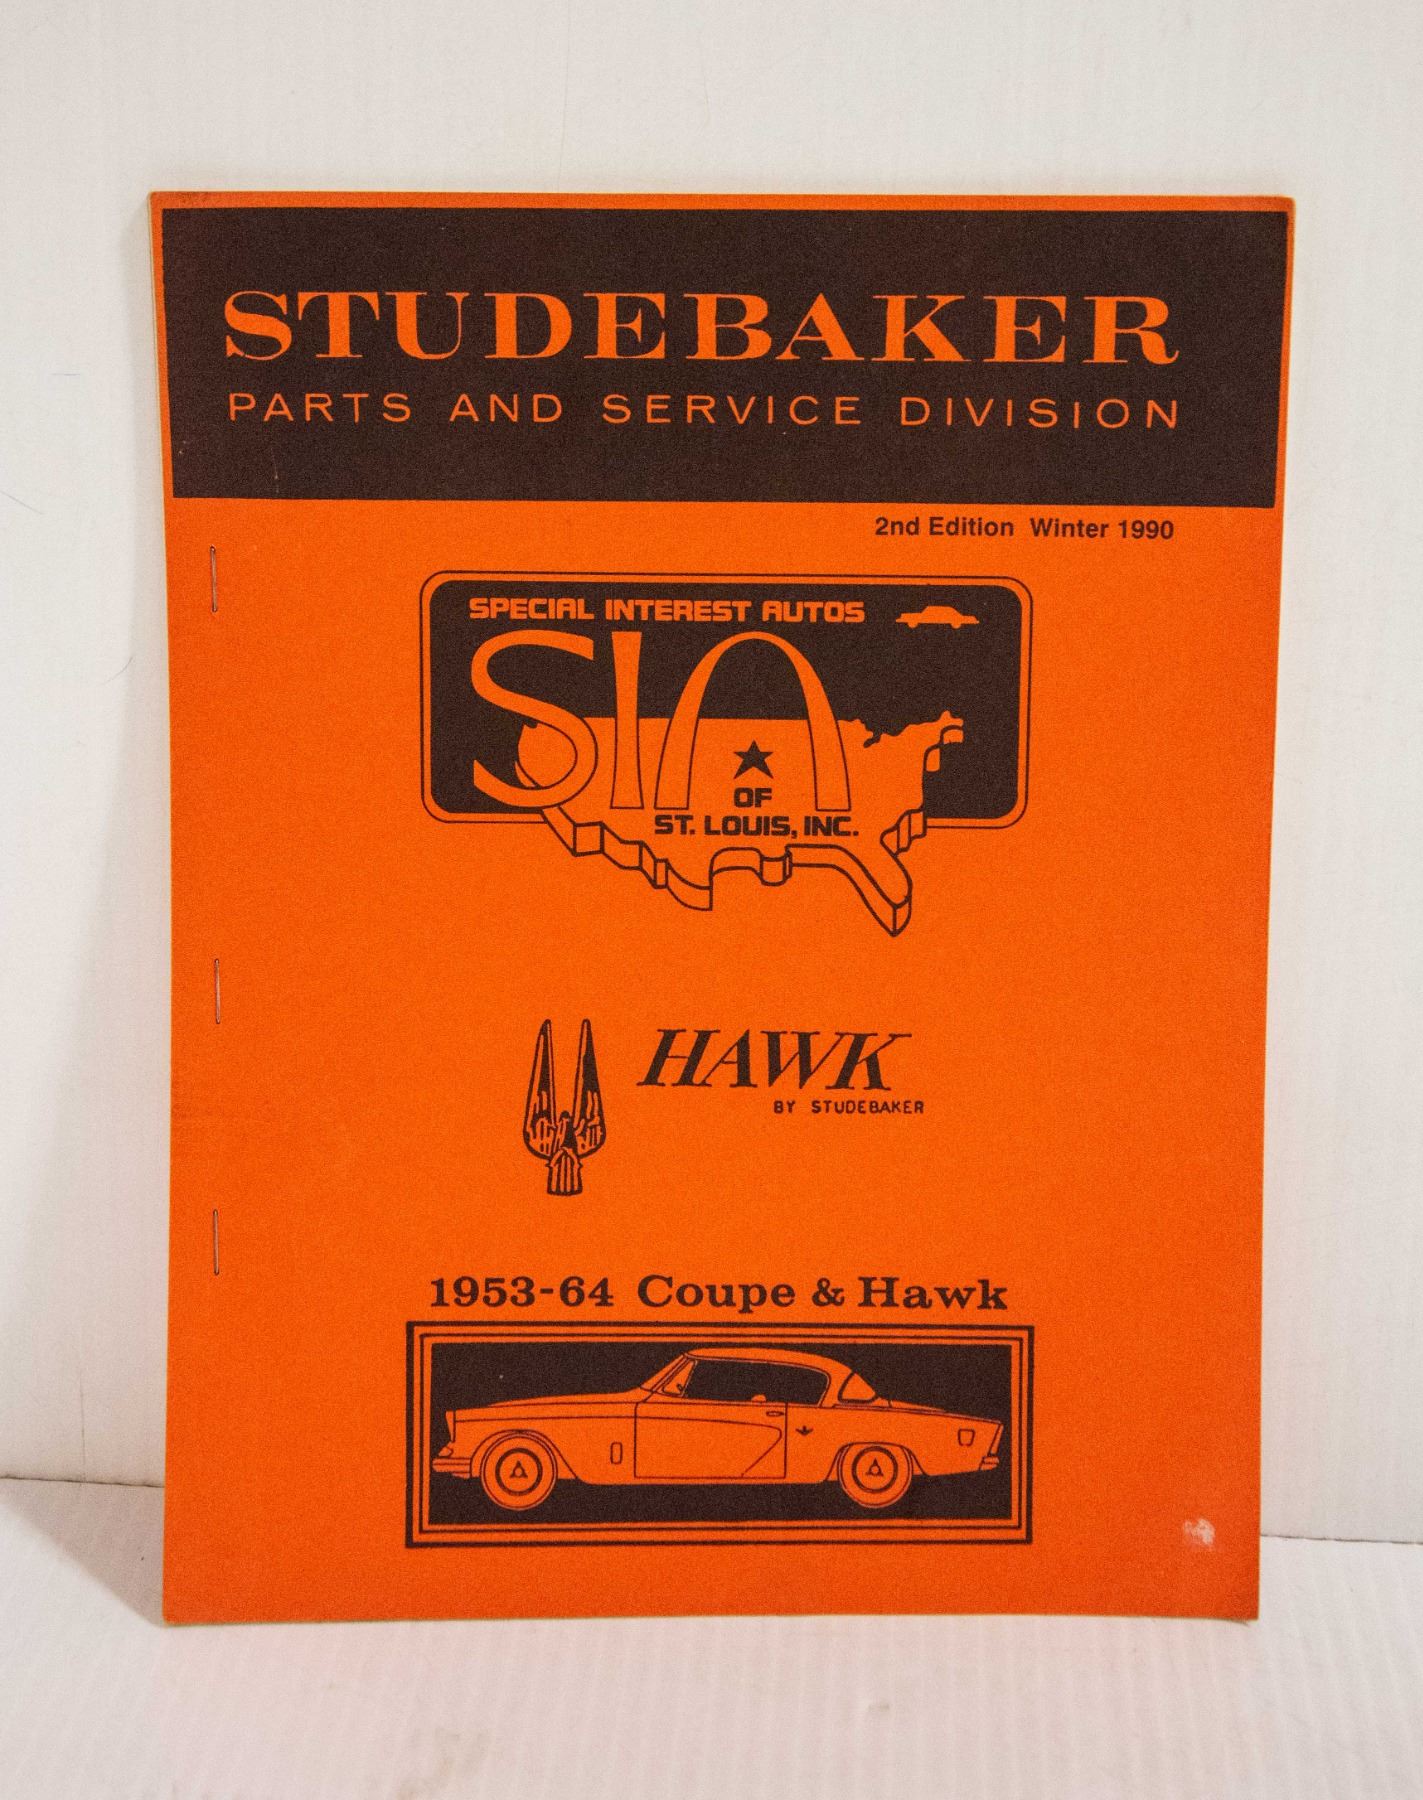 STUDEBAKER
PARTS AND SERVICE DIVISION
2nd Edition Winter 1990
SPECIAL INTEREST AUTOS
SIA
OF
ST. LOUIS, INC.
HAWK
BY STUDEBAKER
1953-64 Coupe & Hawk